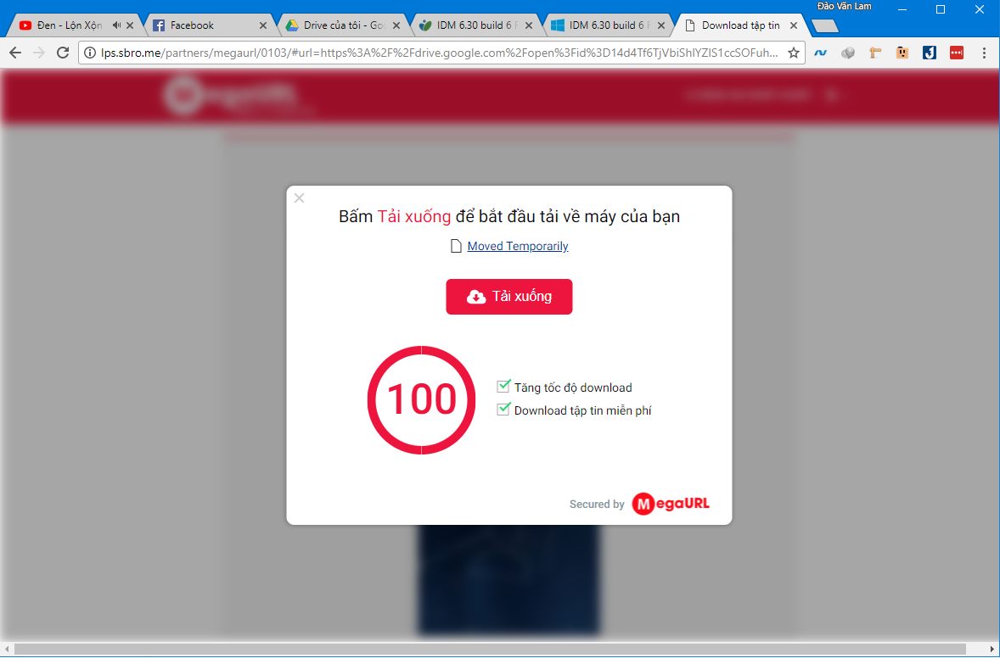 Đào Văn Lam
Đen - Lộn Xộn
Facebook
Drive của tôi - Go
IDM 6.30 build 6 F
IDM 6.30 build 6 F
Download tập tin
lps.sbro.me/partners/megaurl/0103/#url=https%3A%2F%2Fdrive.google.com%2Fopen%3Fid%3D14d4Tf6TjVbiShlYZIS1ccSOFuh...
Bấm Tải xuống để bắt đầu tải về máy của bạn
Moved Temporarily
Tải xuống
100
Tăng tốc độ download
Download tập tin miễn phí
Secured by MegaURL